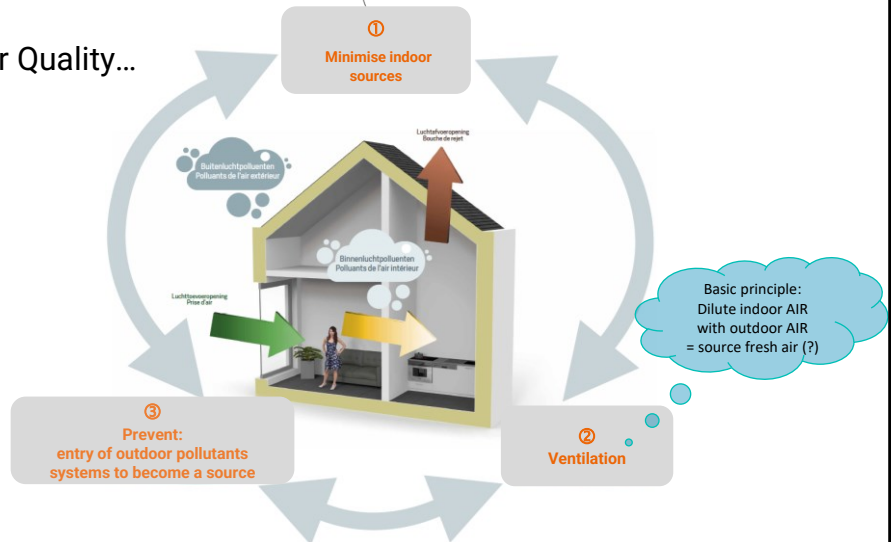 r Quality…
①
Minimise indoor
sources
Luchtafvoeropening
Bouche de rejet
Buitenluchtpolluenten
Polluants de l'air extérieur
Binnenluchtpolluenten
Polluants de l'air intérieur
Luchttoevoeropening
Prise d'air
Basic principle:
Dilute indoor AIR
with outdoor AIR
= source fresh air (?)
③
Prevent:
entry of outdoor pollutants
systems to become a source
②
Ventilation